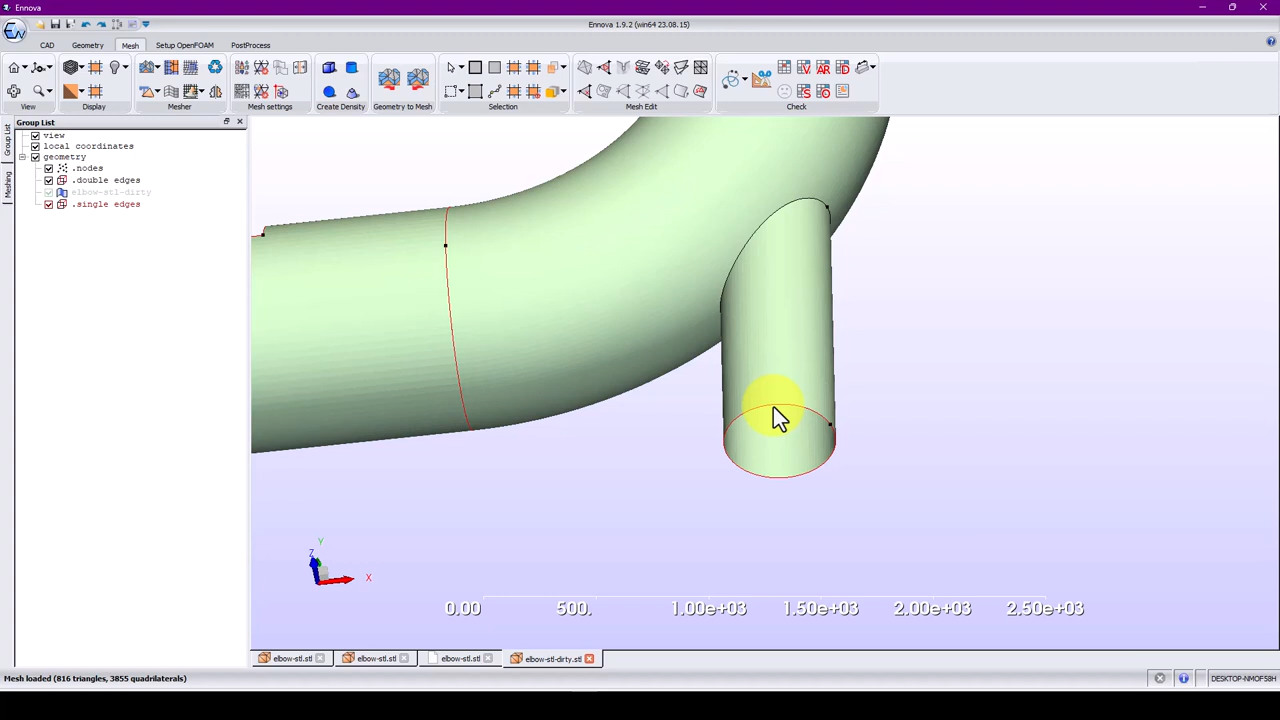 Ennova
Ennova 1.9.2 (win64 23.08.15)
CAD Geometry Mesh Setup OpenFOAM PostProcess
View Display Mesher Mesh settings Create Density Geometry to Mesh Selection Mesh Edit Check
Group List
Group List
Meshing
view
local coordinates
geometry
.nodes
.double edges
elbow-stl-dirty
.single edges
Y
Z
X
0.00 500. 1.00e+03 1.50e+03 2.00e+03 2.50e+03
elbow-stl.stl elbow-stl.stl elbow-stl.stl elbow-stl-dirty.stl
Mesh loaded (816 triangles, 3855 quadrilaterals)
DESKTOP-NMOF5BH